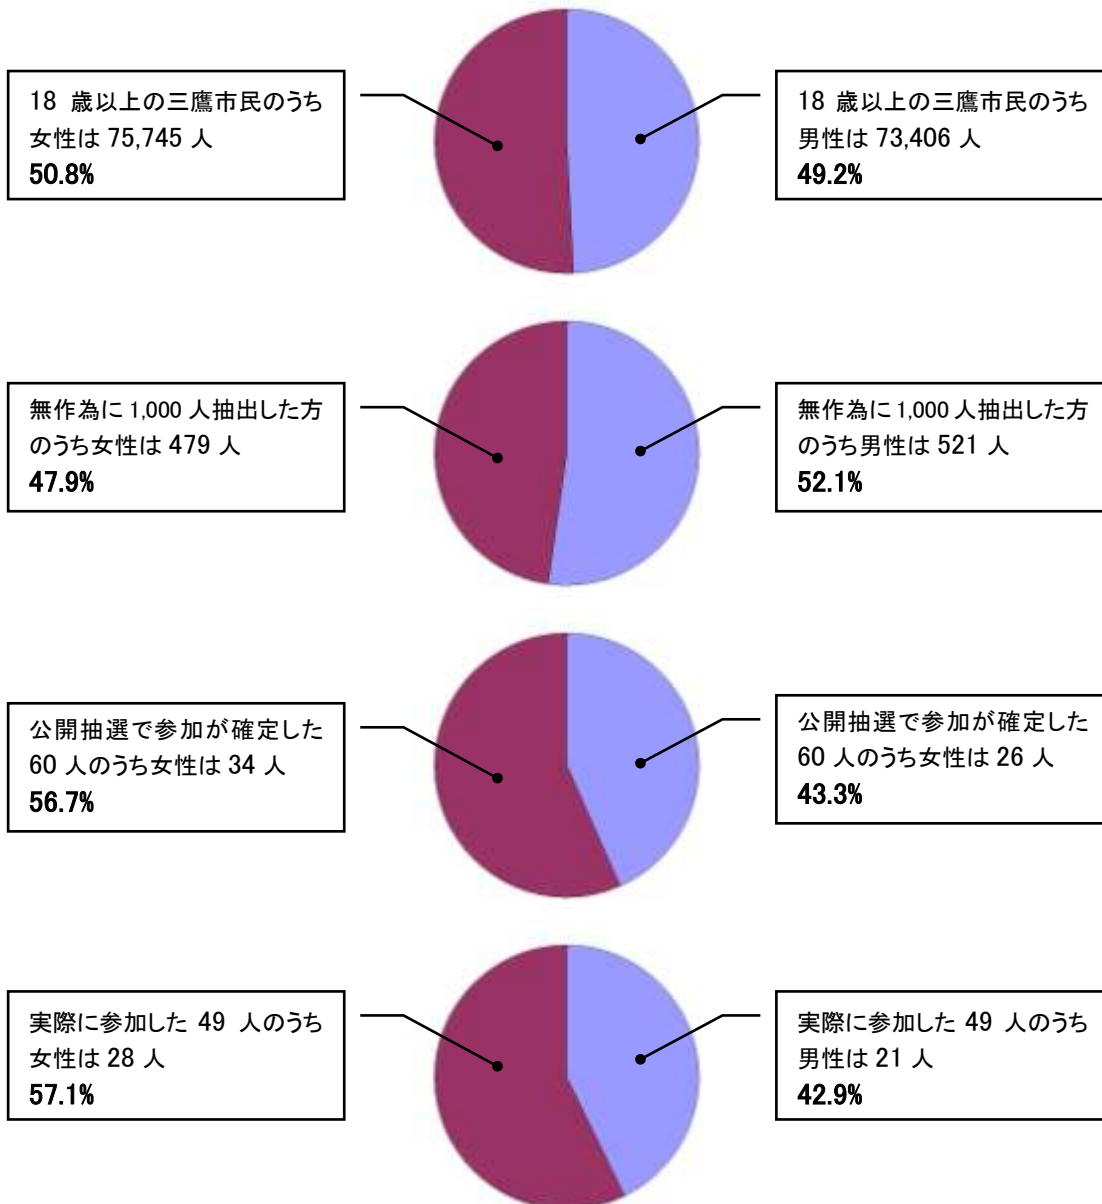 18 歳以上の三鷹市民のうち
女性は 75,745 人
50.8%
18 歳以上の三鷹市民のうち
男性は 73,406 人
49.2%
無作為に 1,000 人抽出した方
のうち女性は 479 人
47.9%
無作為に 1,000 人抽出した方
のうち男性は 521 人
52.1%
公開抽選で参加が確定した
60 人のうち女性は 34 人
56.7%
公開抽選で参加が確定した
60 人のうち女性は 26 人
43.3%
実際に参加した 49 人のうち
女性は 28 人
57.1%
実際に参加した 49 人のうち
男性は 21 人
42.9%